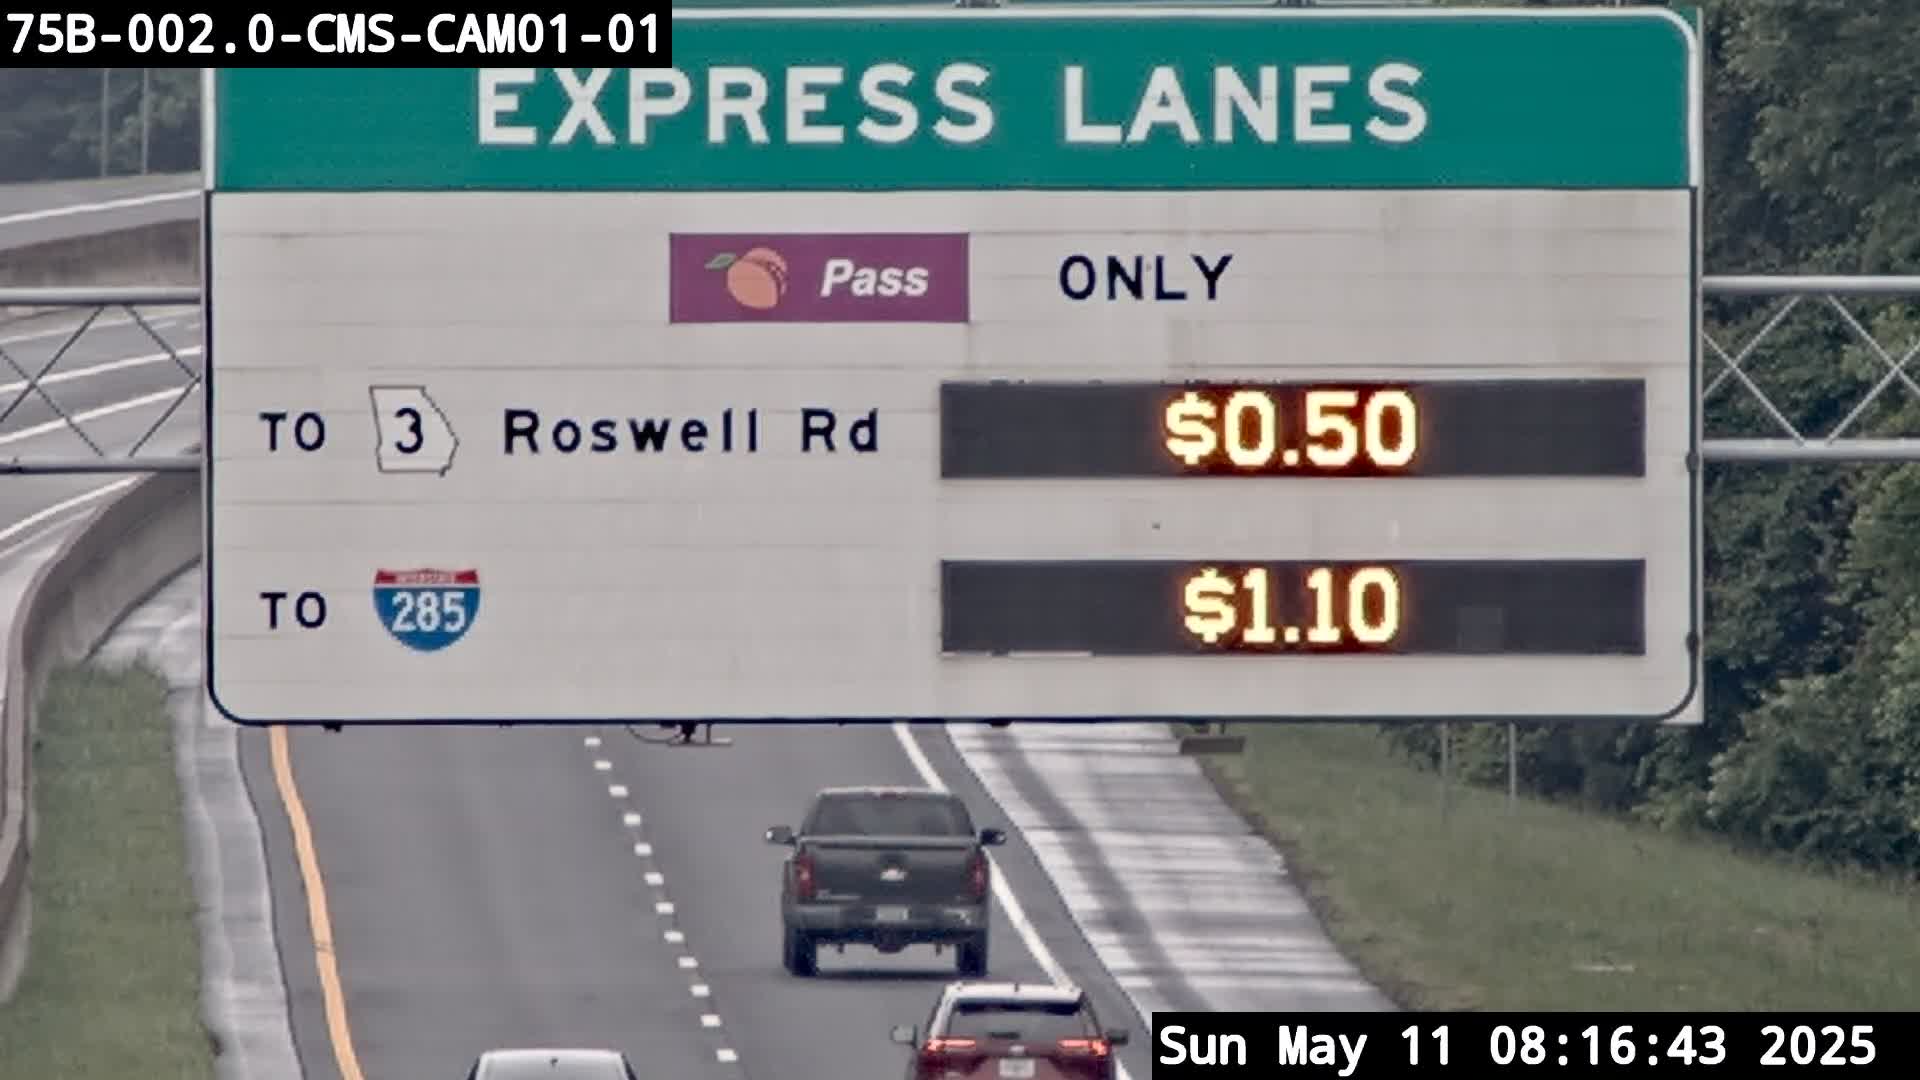 75B-002.0-CMS-CAM01-01
EXPRESS LANES
Pass ONLY
TO 3 Roswell Rd $0.50
TO 285 $1.10
Sun May 11 08:16:43 2025